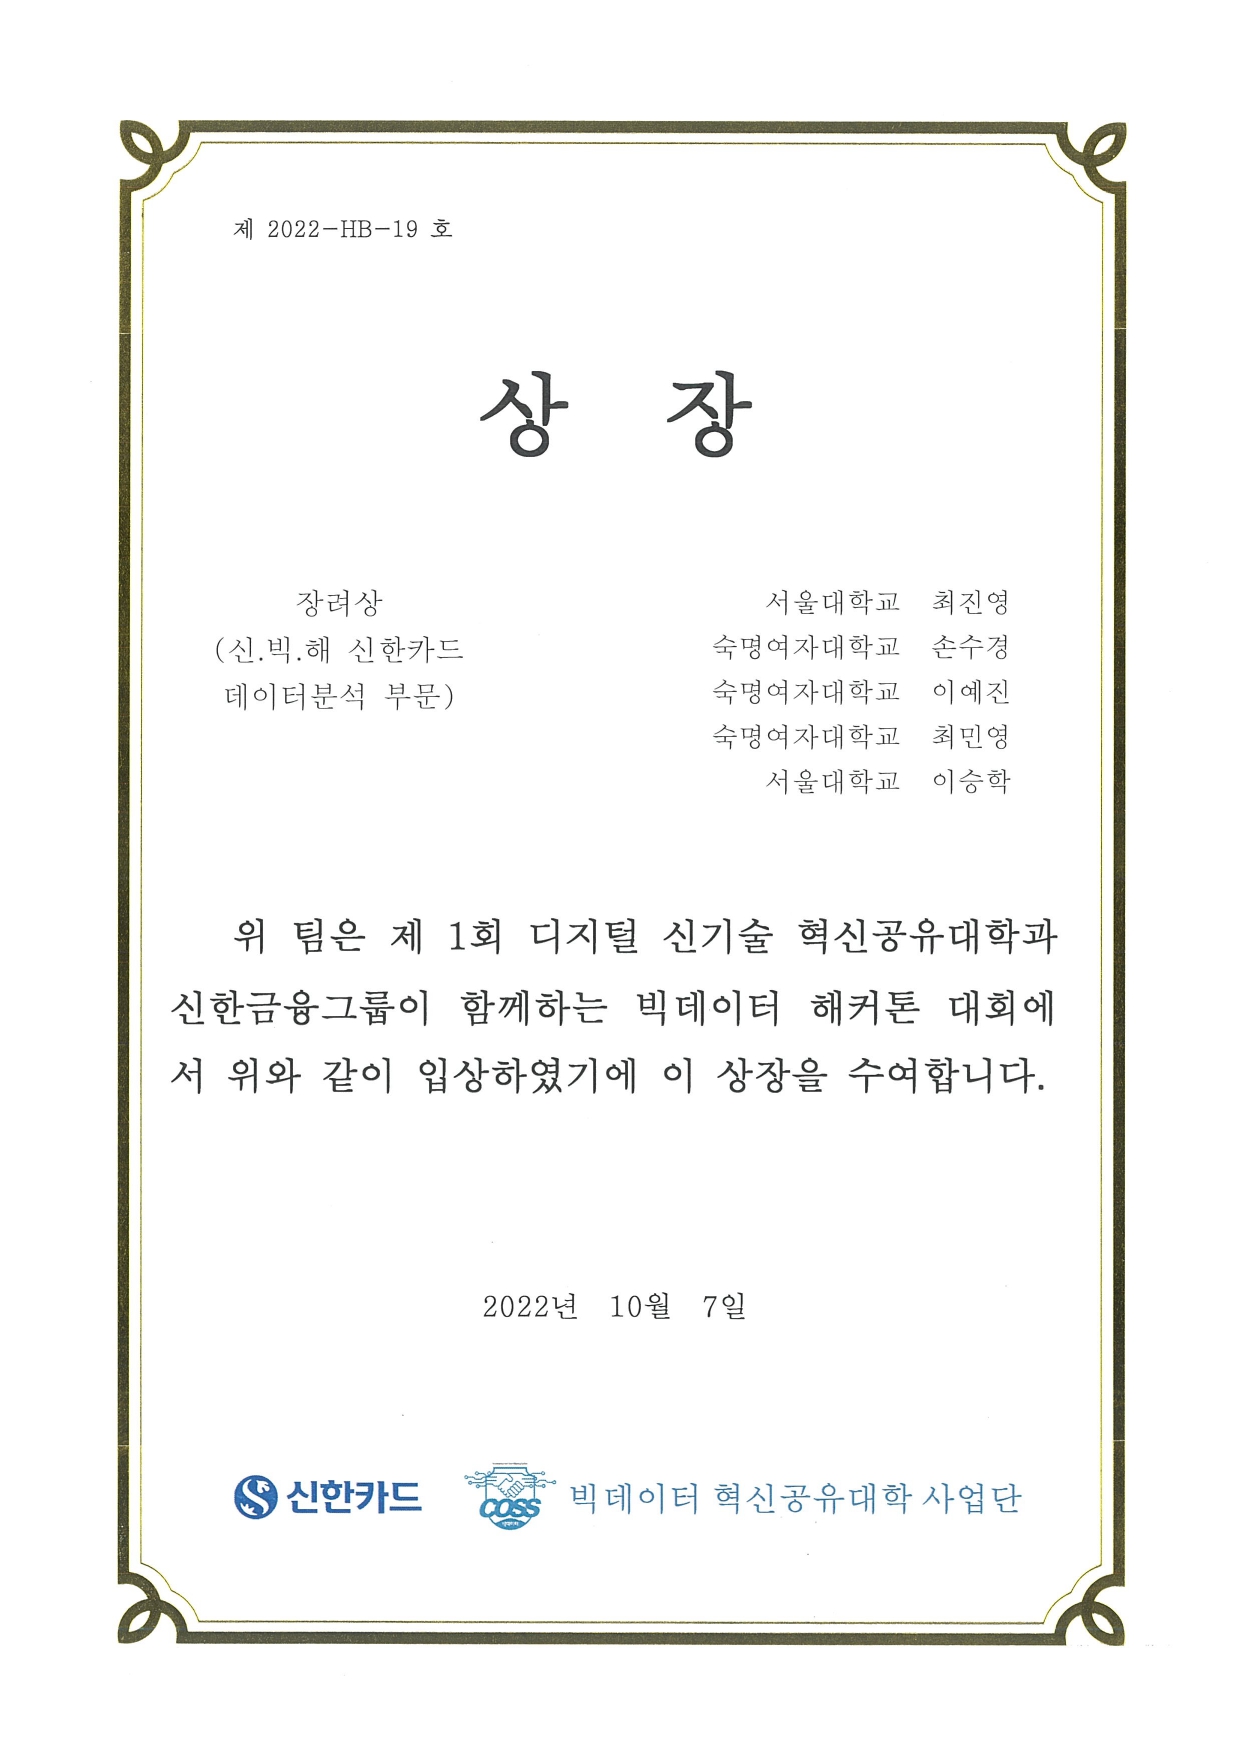 제 2022-HB-19 호
상 장
장려상
(신.빅.해 신한카드
데이터분석 부문)
서울대학교 최진영
숙명여자대학교 손수경
숙명여자대학교 이예진
숙명여자대학교 최민영
서울대학교 이승학
위 팀은 제 1회 디지털 신기술 혁신공유대학과
신한금융그룹이 함께하는 빅데이터 해커톤 대회에
서 위와 같이 입상하였기에 이 상장을 수여합니다.
2022년 10월 7일
신한카드
COSS
빅데이터 혁신공유대학 사업단